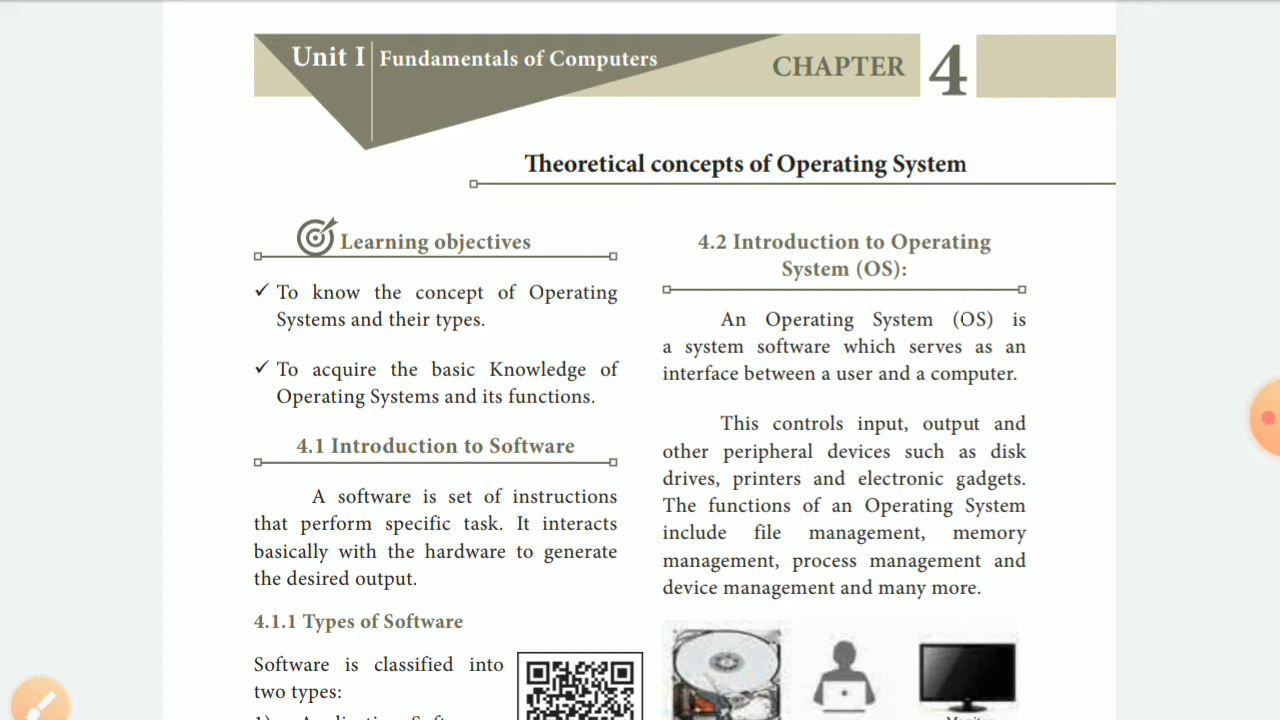 Unit I Fundamentals of Computers
CHAPTER 4
Theoretical concepts of Operating System
Learning objectives
✓ To know the concept of Operating
Systems and their types.
✓ To acquire the basic Knowledge of
Operating Systems and its functions.
4.1 Introduction to Software
A software is set of instructions
that perform specific task. It interacts
basically with the hardware to generate
the desired output.
4.1.1 Types of Software
Software is classified into
two types:
4.2 Introduction to Operating
System (OS):
An Operating System (OS) is
a system software which serves as an
interface between a user and a computer.
This controls input, output and
other peripheral devices such as disk
drives, printers and electronic gadgets.
The functions of an Operating System
include file management, memory
management, process management and
device management and many more.